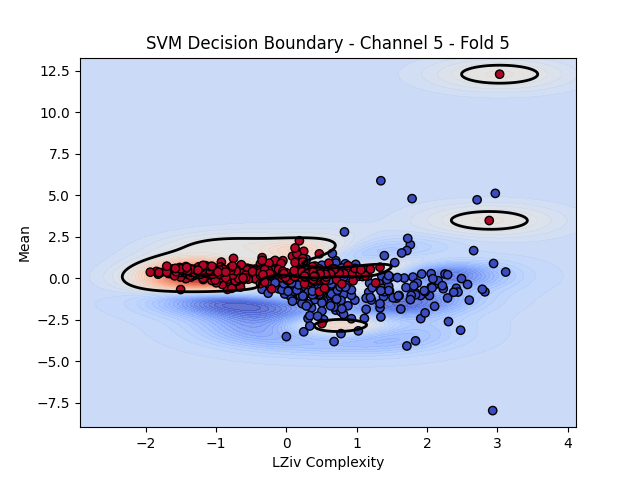 SVM Decision Boundary - Channel 5 - Fold 5
12.5
10.0
7.5
5.0
2.5
0.0
−2.5
−5.0
−7.5
Mean
−2 −1 0 1 2 3 4
LZiv Complexity